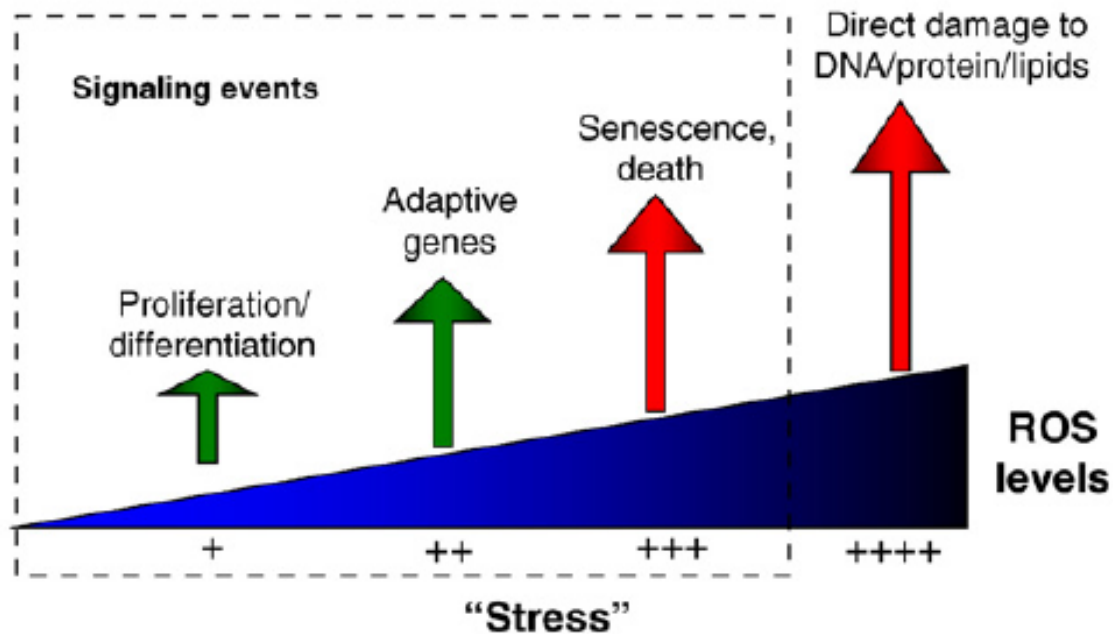 Direct damage to
DNA/protein/lipids
Signaling events
Senescence,
death
Adaptive
genes
Proliferation/
differentiation
ROS
levels
+
++
+++
++++
“Stress”